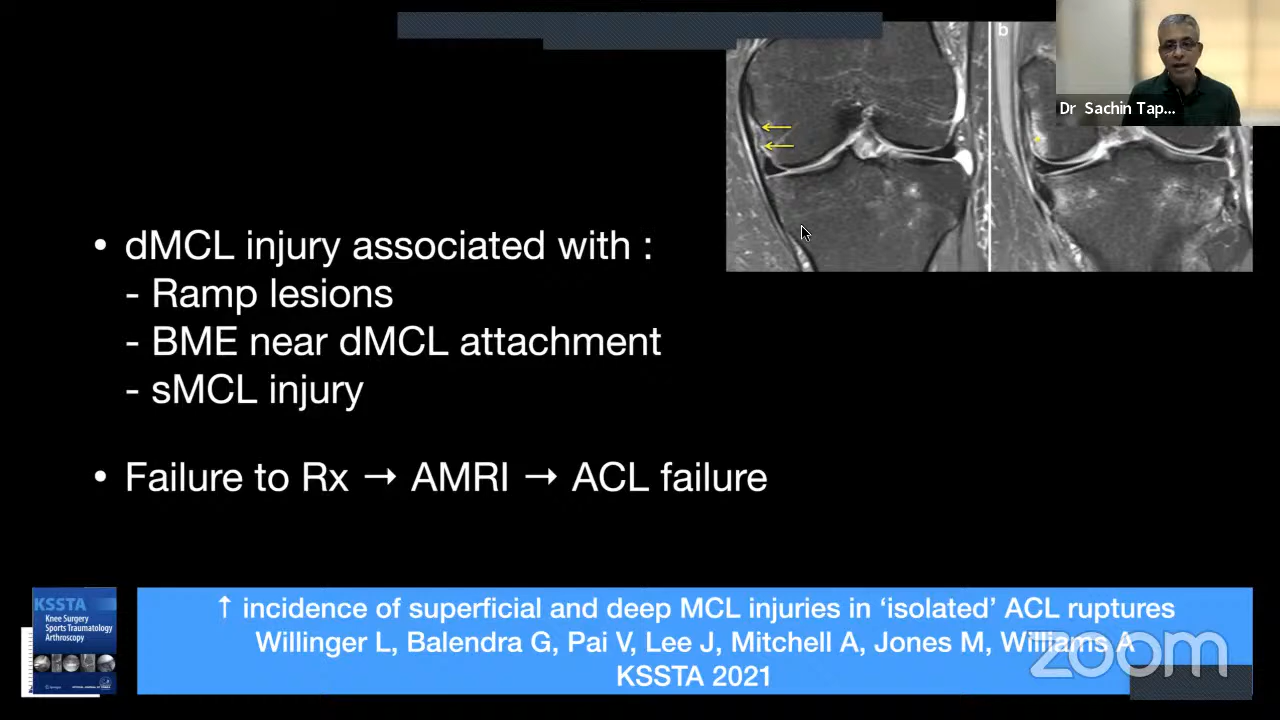 b
Dr Sachin Tap...
• dMCL injury associated with :
- Ramp lesions
- BME near dMCL attachment
- sMCL injury
• Failure to Rx → AMRI → ACL failure
KSSTA
Knee Surgery
Sports Traumatology
Arthroscopy
↑ incidence of superficial and deep MCL injuries in ‘isolated’ ACL ruptures
Willinger L, Balendra G, Pai V, Lee J, Mitchell A, Jones M, Williams A
KSSTA 2021
zoom